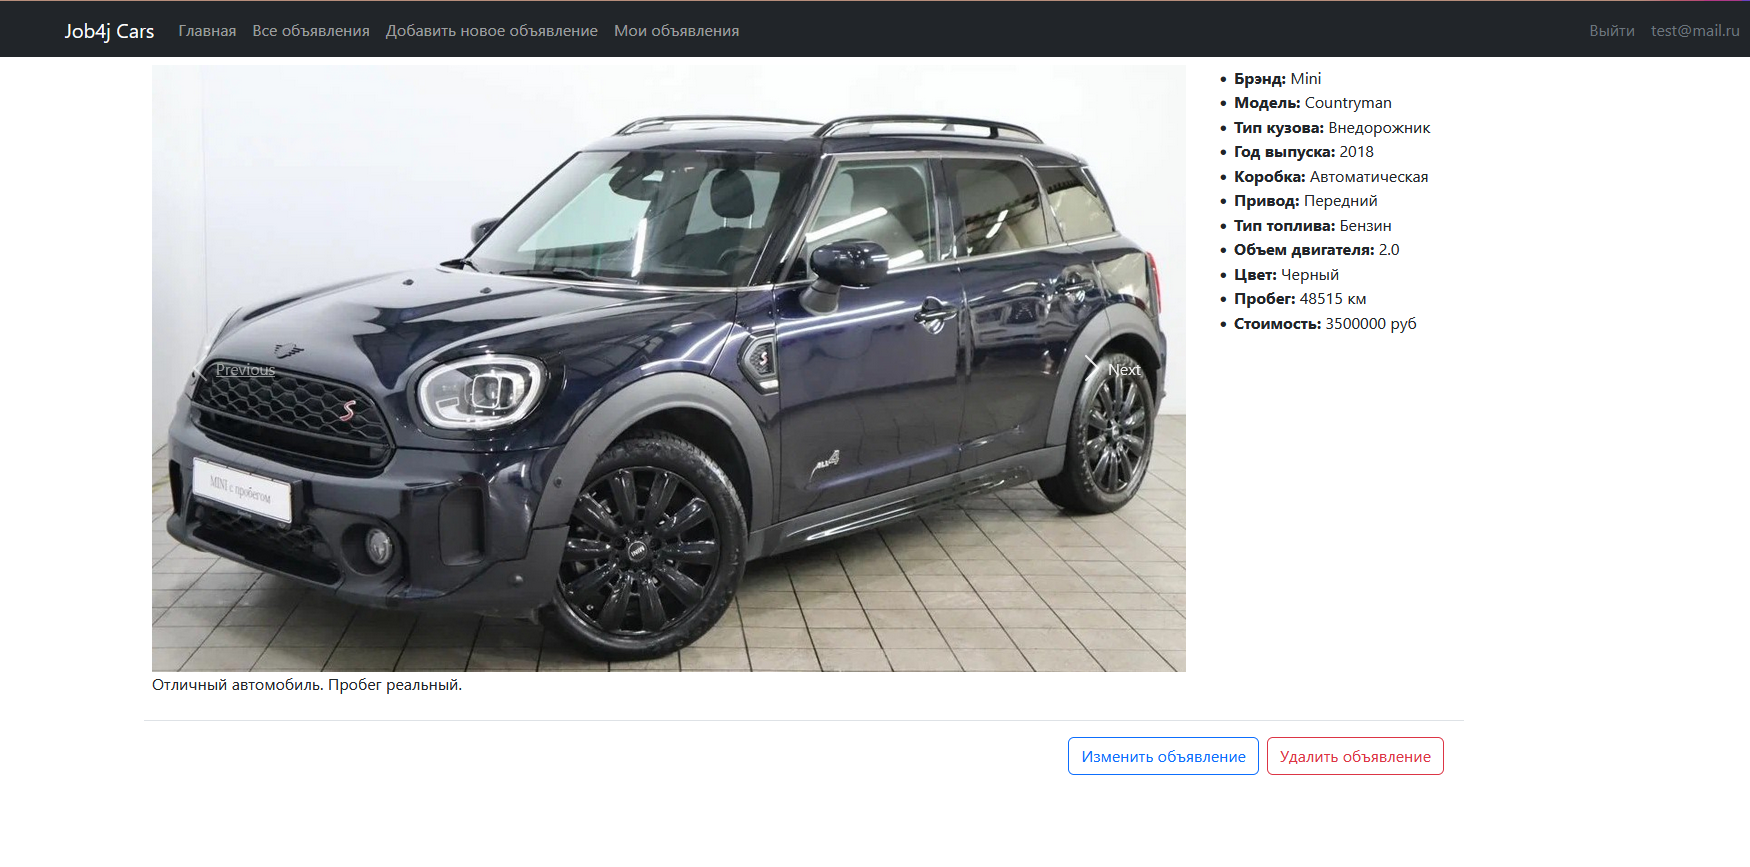 Job4j Cars Главная Все объявления Добавить новое объявление Мои объявления Выйти test@mail.ru
Брэнд: Mini
Модель: Countryman
Тип кузова: Внедорожник
Год выпуска: 2018
Коробка: Автоматическая
Привод: Передний
Тип топлива: Бензин
Объем двигателя: 2.0
Цвет: Черный
Пробег: 48515 км
Стоимость: 3500000 руб
Previous
Next
S
S
ALL4
MINI с пробегом
MINI
Отличный автомобиль. Пробег реальный.
Изменить объявление
Удалить объявление